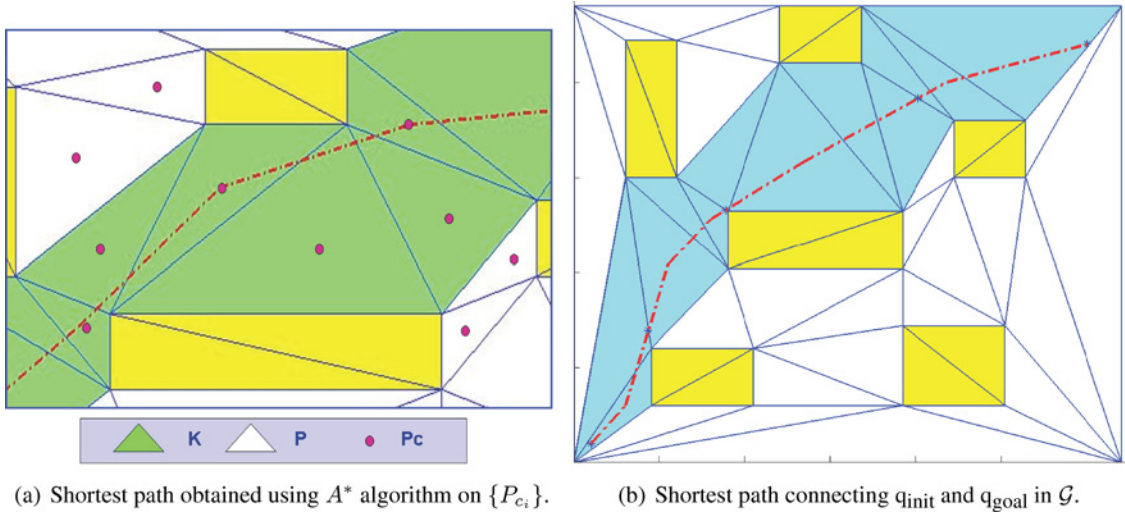 K P Pc
(a) Shortest path obtained using A* algorithm on {P_{c_i}}.
(b) Shortest path connecting q_init and q_goal in 𝒢.